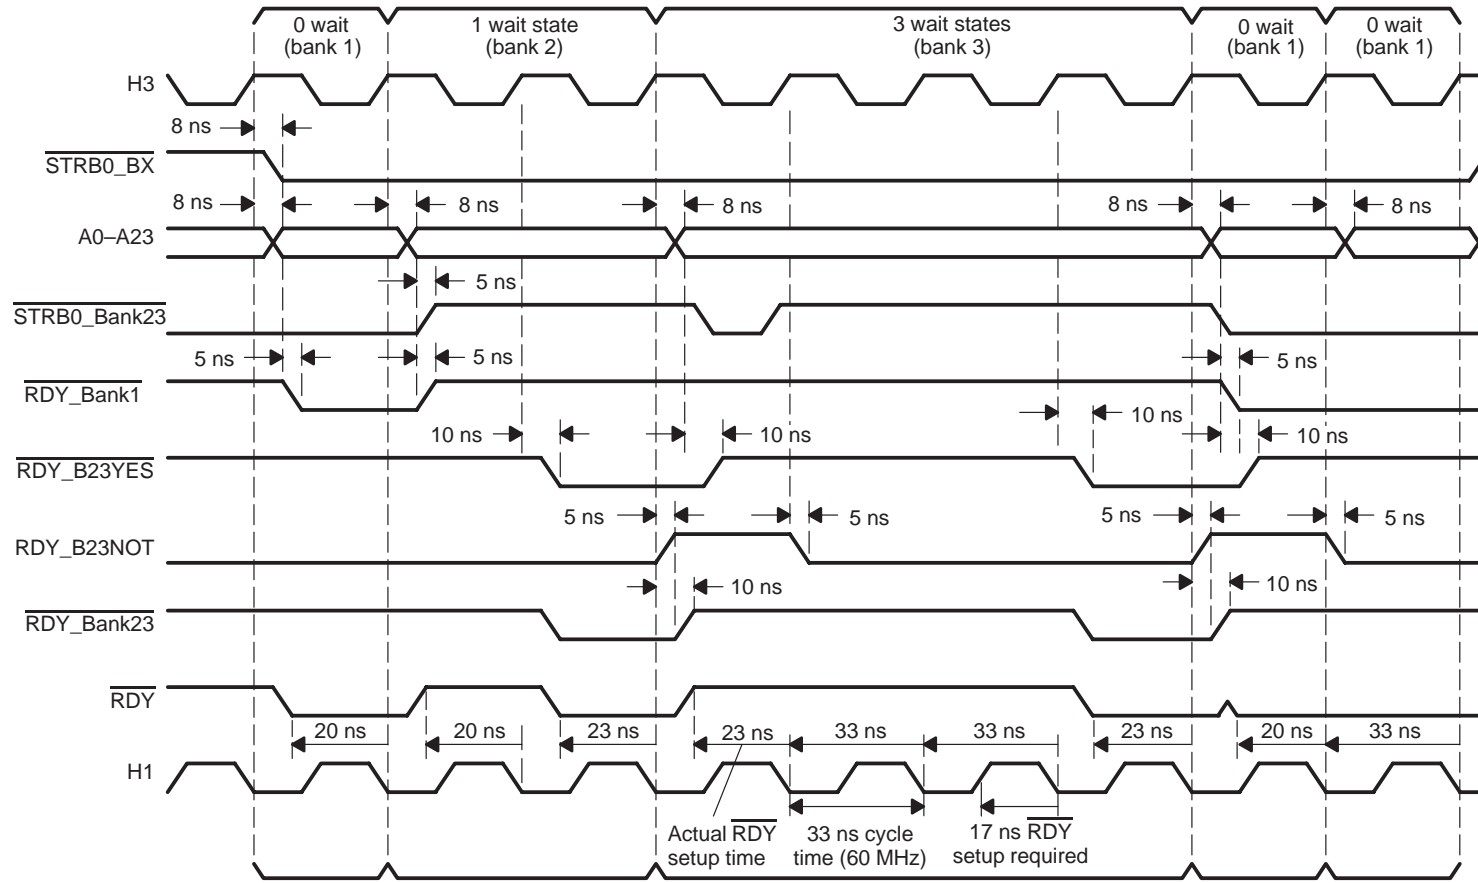 0 wait
(bank 1)
1 wait state
(bank 2)
3 wait states
(bank 3)
0 wait
(bank 1)
0 wait
(bank 1)
H3
8 ns
STRB0_BX
8 ns
8 ns
8 ns
8 ns
8 ns
A0–A23
5 ns
STRB0_Bank23
5 ns
5 ns
5 ns
RDY_Bank1
10 ns
10 ns
10 ns
10 ns
RDY_B23YES
5 ns
5 ns
5 ns
5 ns
RDY_B23NOT
10 ns
10 ns
RDY_Bank23
RDY
20 ns
20 ns
23 ns
23 ns
33 ns
33 ns
23 ns
20 ns
33 ns
H1
Actual RDY
setup time
33 ns cycle
time (60 MHz)
17 ns RDY
setup required